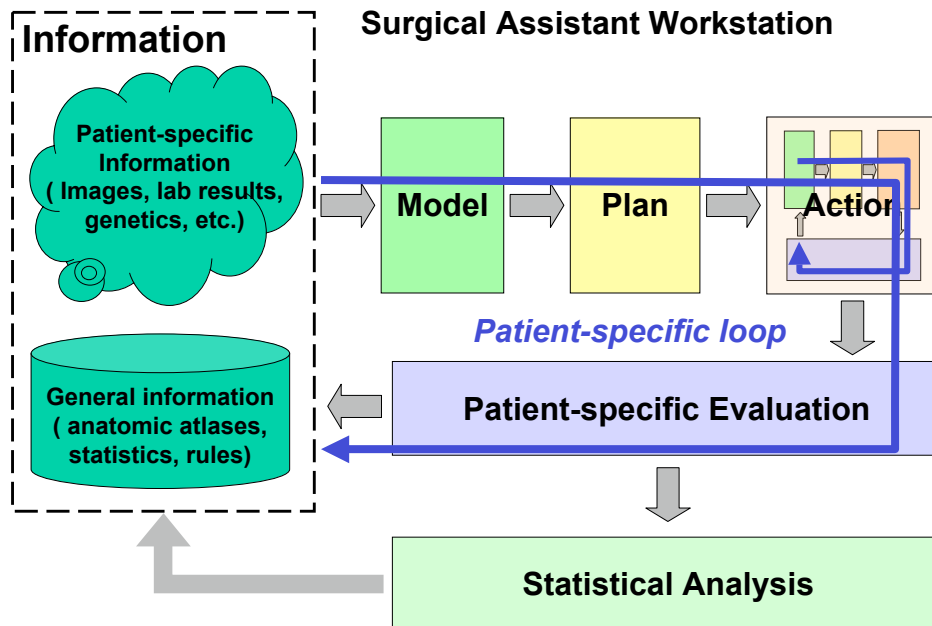 Surgical Assistant Workstation
Information
Patient-specific
Information
( Images, lab results,
genetics, etc.)
Model
Plan
Action
Patient-specific loop
General information
( anatomic atlases,
statistics, rules)
Patient-specific Evaluation
Statistical Analysis